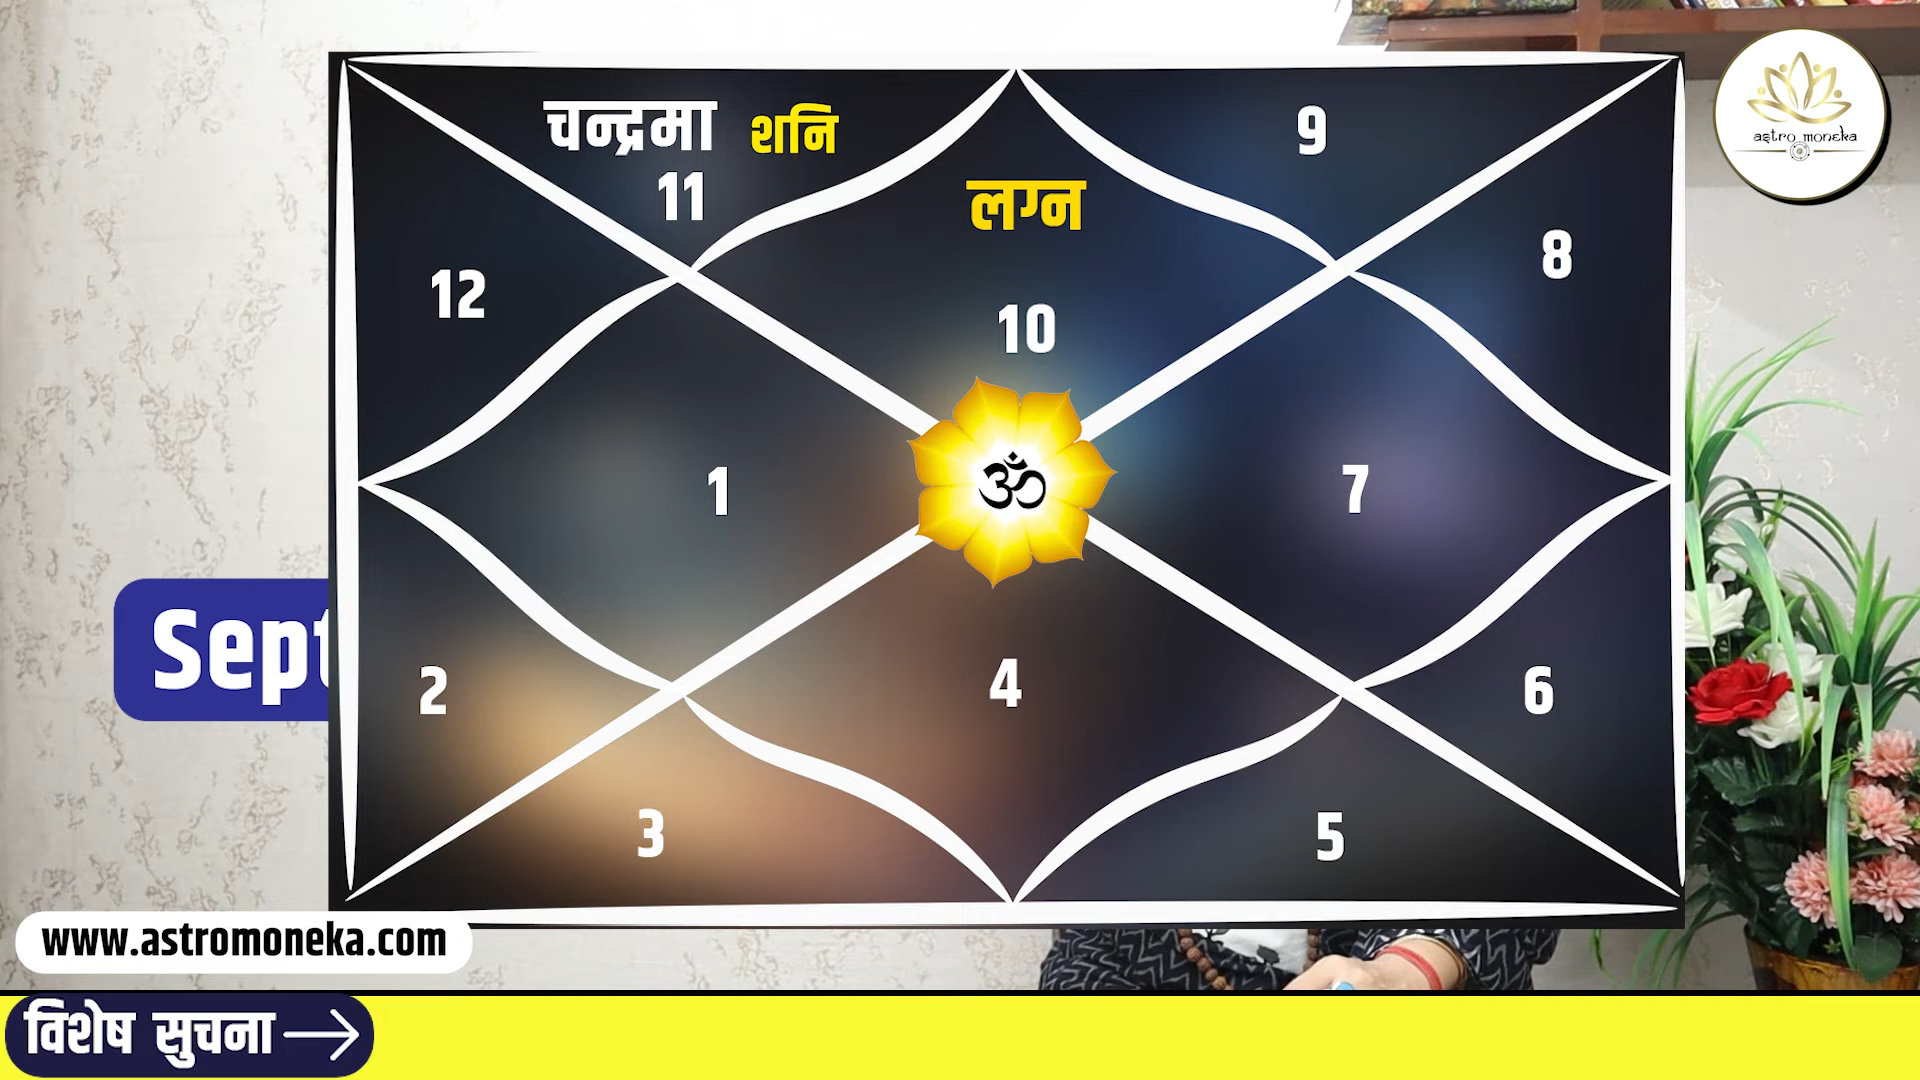 चन्द्रमा शनि
11
9
astro moneka
लग्न
12
8
10
ॐ
1
7
Sept
2
4
6
3
5
www.astromoneka.com
विशेष सुचना